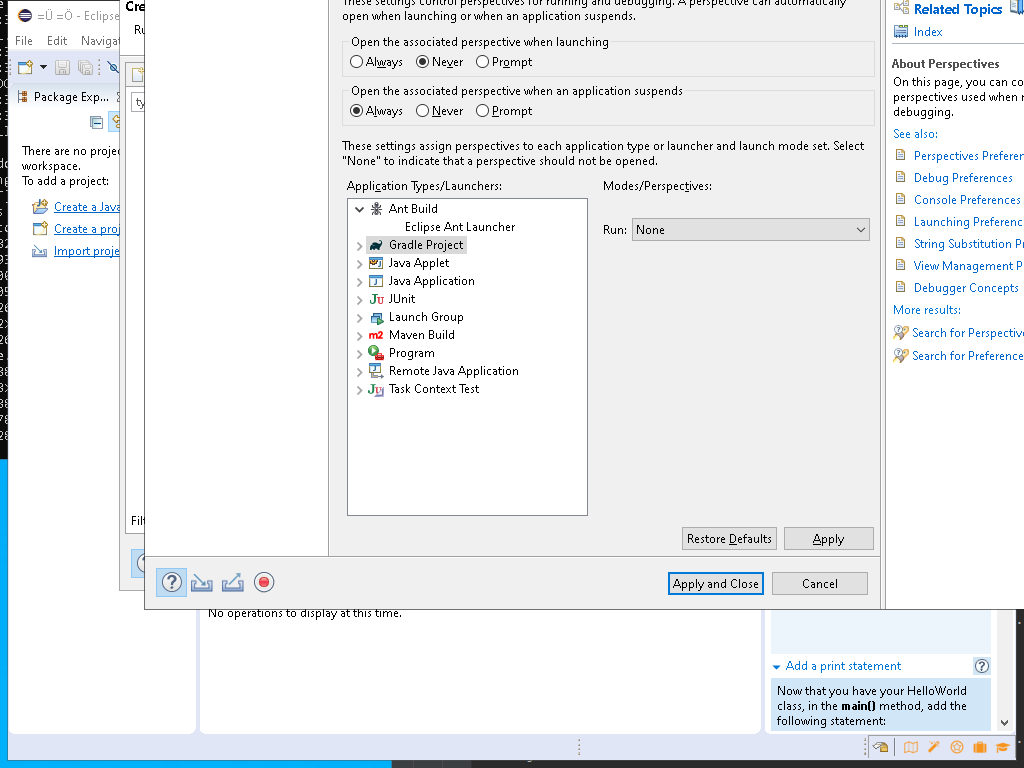 =Ü =Ö - Eclipse
File Edit Navigat
Package Exp...
There are no proje
workspace.
To add a project:
Create a Java
Create a proj
Import proje
Cre
Ru
ty
Filt
These settings control perspectives for running and debugging. A perspective can automatically
open when launching or when an application suspends.
Open the associated perspective when launching
Always Never Prompt
Open the associated perspective when an application suspends
Always Never Prompt
These settings assign perspectives to each application type or launcher and launch mode set. Select
"None" to indicate that a perspective should not be opened.
Application Types/Launchers:
Modes/Perspectives:
Ant Build
Eclipse Ant Launcher
Gradle Project
Java Applet
Java Application
JUnit
Launch Group
Maven Build
Program
Remote Java Application
Task Context Test
Run: None
Restore Defaults Apply
Apply and Close Cancel
Related Topics
Index
About Perspectives
On this page, you can co
perspectives used when r
debugging.
See also:
Perspectives Preferen
Debug Preferences
Console Preferences
Launching Preferenc
String Substitution Pr
View Management P
Debugger Concepts
More results:
Search for Perspective
Search for Preference
No operations to display at this time.
Add a print statement
Now that you have your HelloWorld
class, in the main() method, add the
following statement: